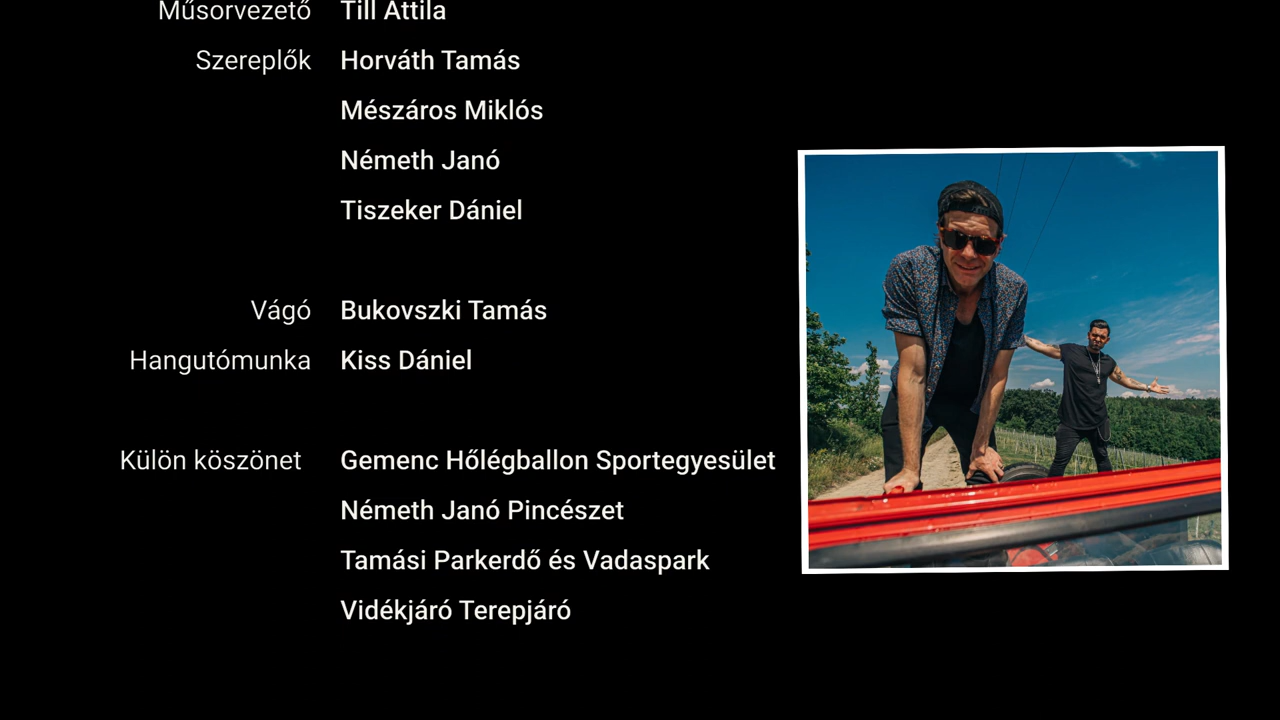 Műsorvezető Till Attila
Szereplők Horváth Tamás
Mészáros Miklós
Németh Janó
Tiszeker Dániel
Vágó Bukovszki Tamás
Hangutómunka Kiss Dániel
Külön köszönet Gemenc Hőlégballon Sportegyesület
Németh Janó Pincészet
Tamási Parkerdő és Vadaspark
Vidékjáró Terepjáró